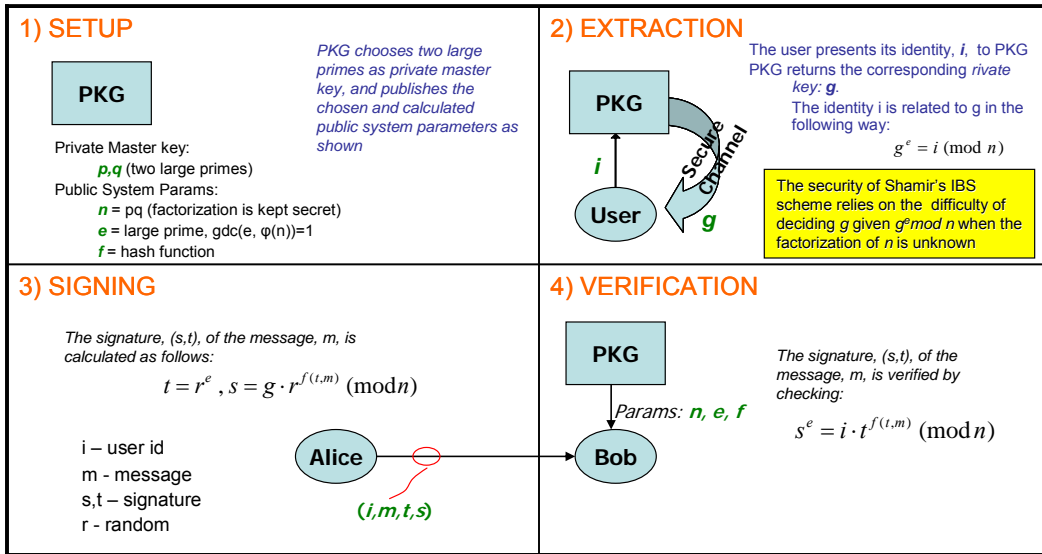 1) SETUP
PKG
PKG chooses two large
primes as private master
key, and publishes the
chosen and calculated
public system parameters as
shown
Private Master key:
p,q (two large primes)
Public System Params:
n = pq (factorization is kept secret)
e = large prime, gdc(e, φ(n))=1
f = hash function
2) EXTRACTION
PKG
Secure
Channel
i
User
g
The user presents its identity, i, to PKG
PKG returns the corresponding rivate
key: g.
The identity i is related to g in the
following way:
g^e = i (mod n)
The security of Shamir's IBS
scheme relies on the difficulty of
deciding g given g^e mod n when the
factorization of n is unknown
3) SIGNING
The signature, (s,t), of the message, m, is
calculated as follows:
t = r^e , s = g · r^{f(t,m)} (mod n)
i – user id
m - message
s,t – signature
r - random
Alice
(i,m,t,s)
4) VERIFICATION
PKG
Params: n, e, f
Bob
The signature, (s,t), of the
message, m, is verified by
checking:
s^e = i · t^{f(t,m)} (mod n)